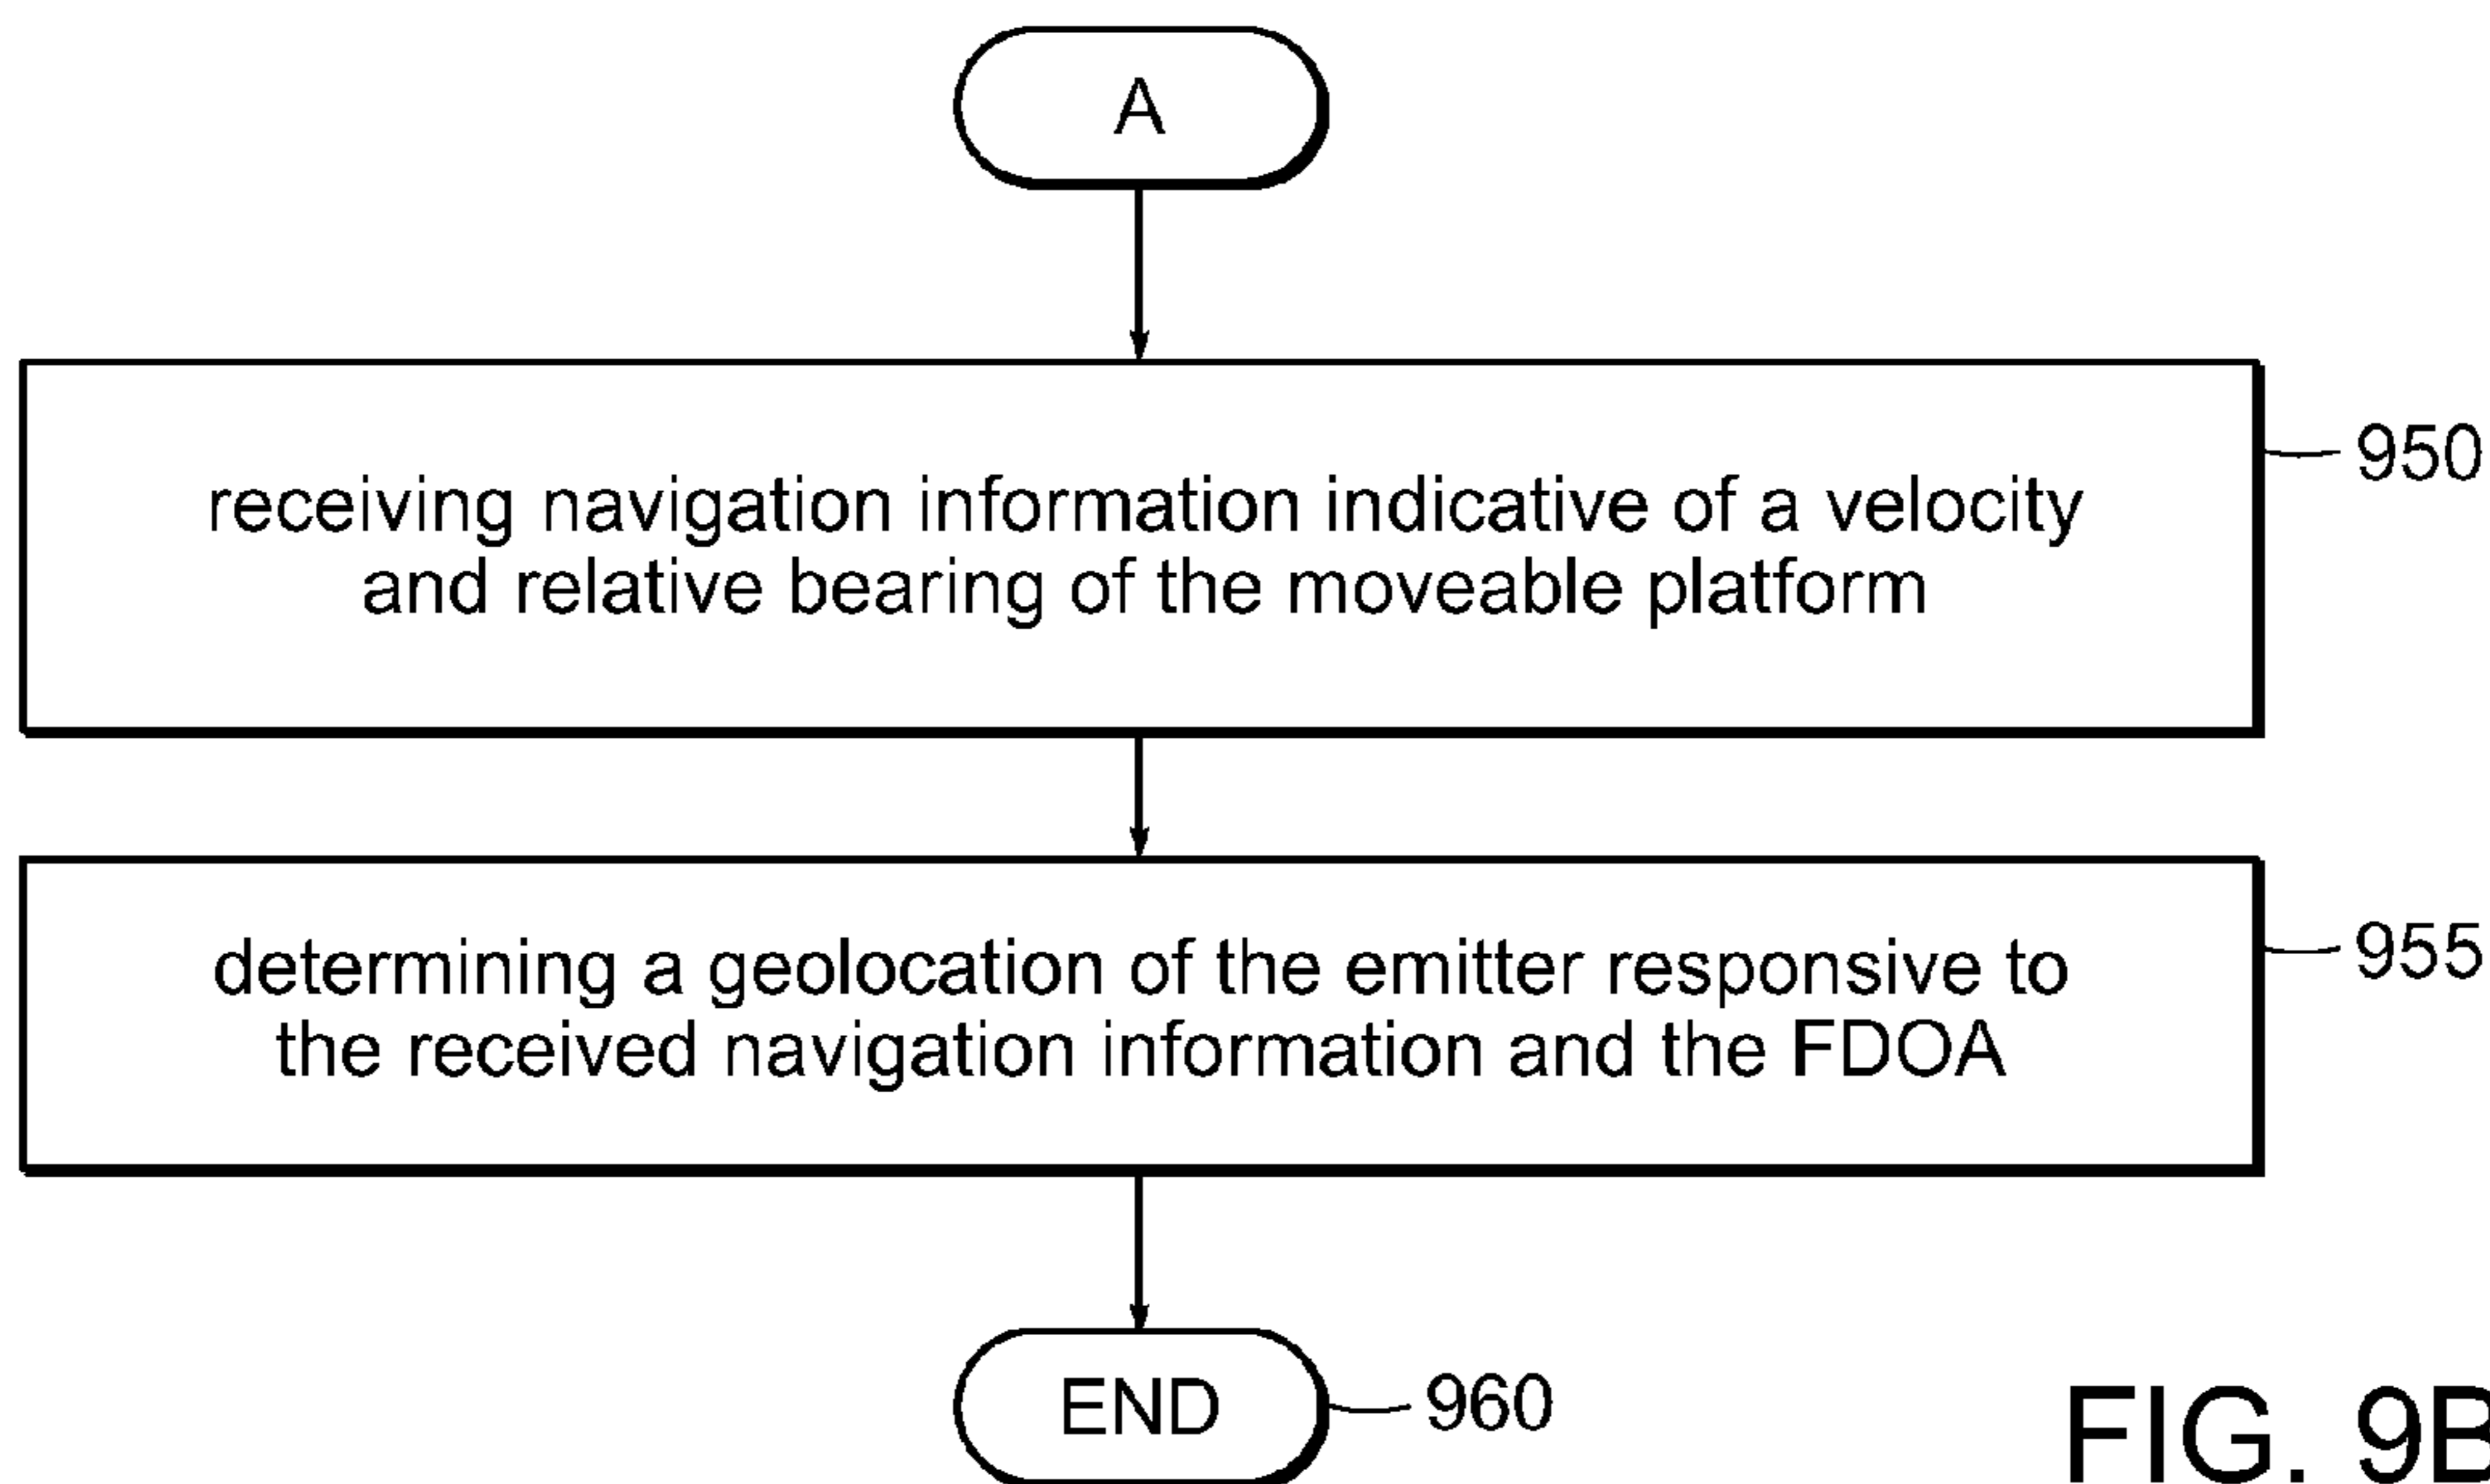 A
receiving navigation information indicative of a velocity
and relative bearing of the moveable platform
950
determining a geolocation of the emitter responsive to
the received navigation information and the FDOA
955
END
960
FIG. 9B